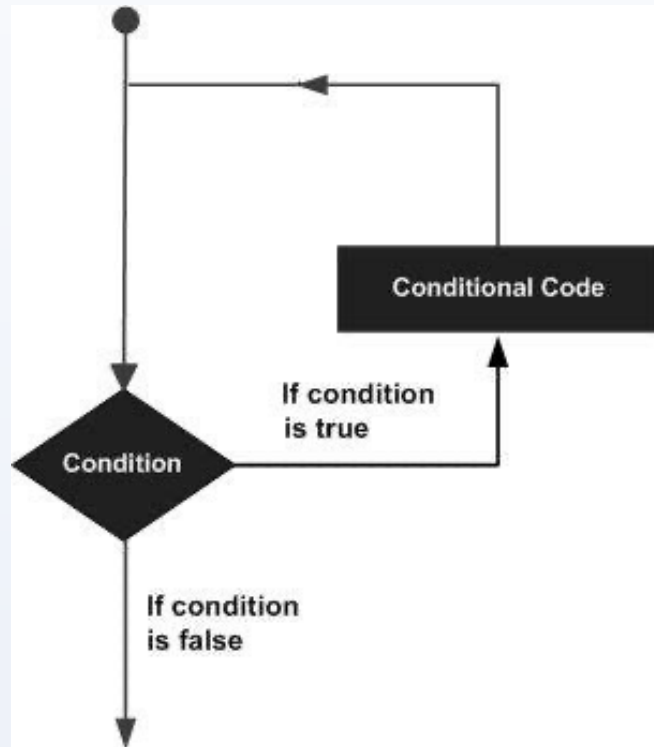 Conditional Code
If condition
is true
Condition
If condition
is false